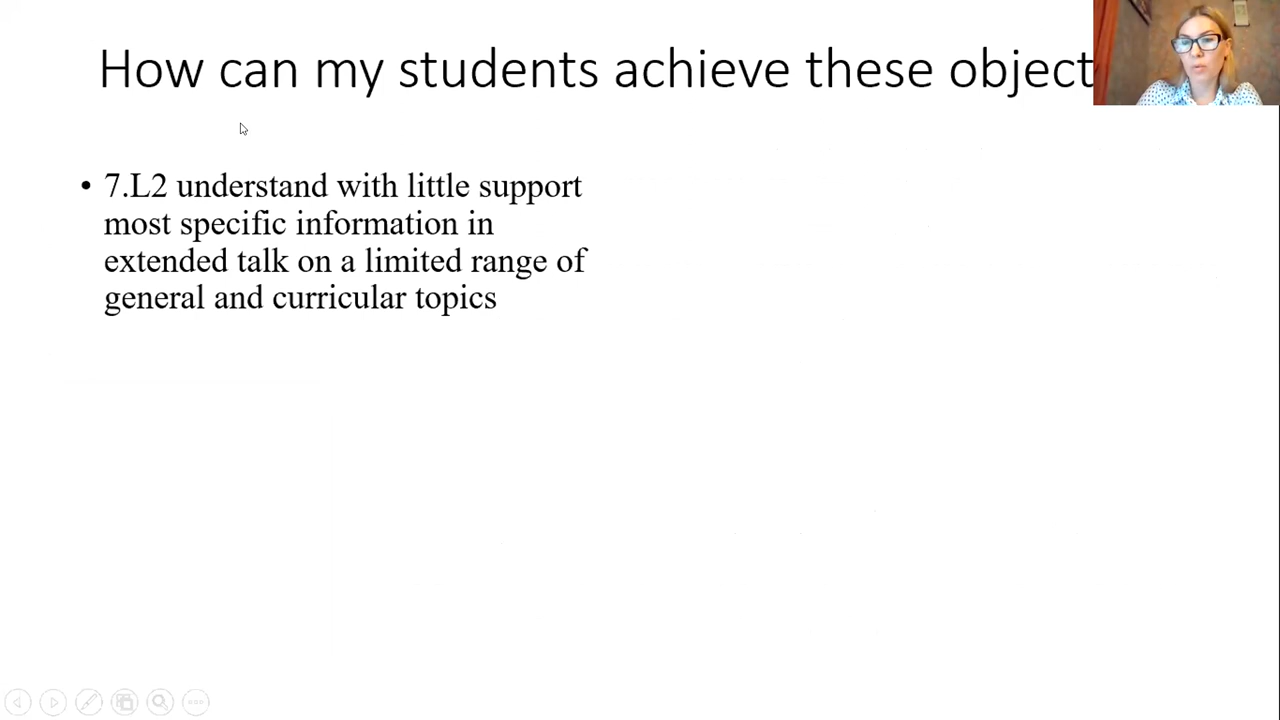 How can my students achieve these object
• 7.L2 understand with little support
most specific information in
extended talk on a limited range of
general and curricular topics